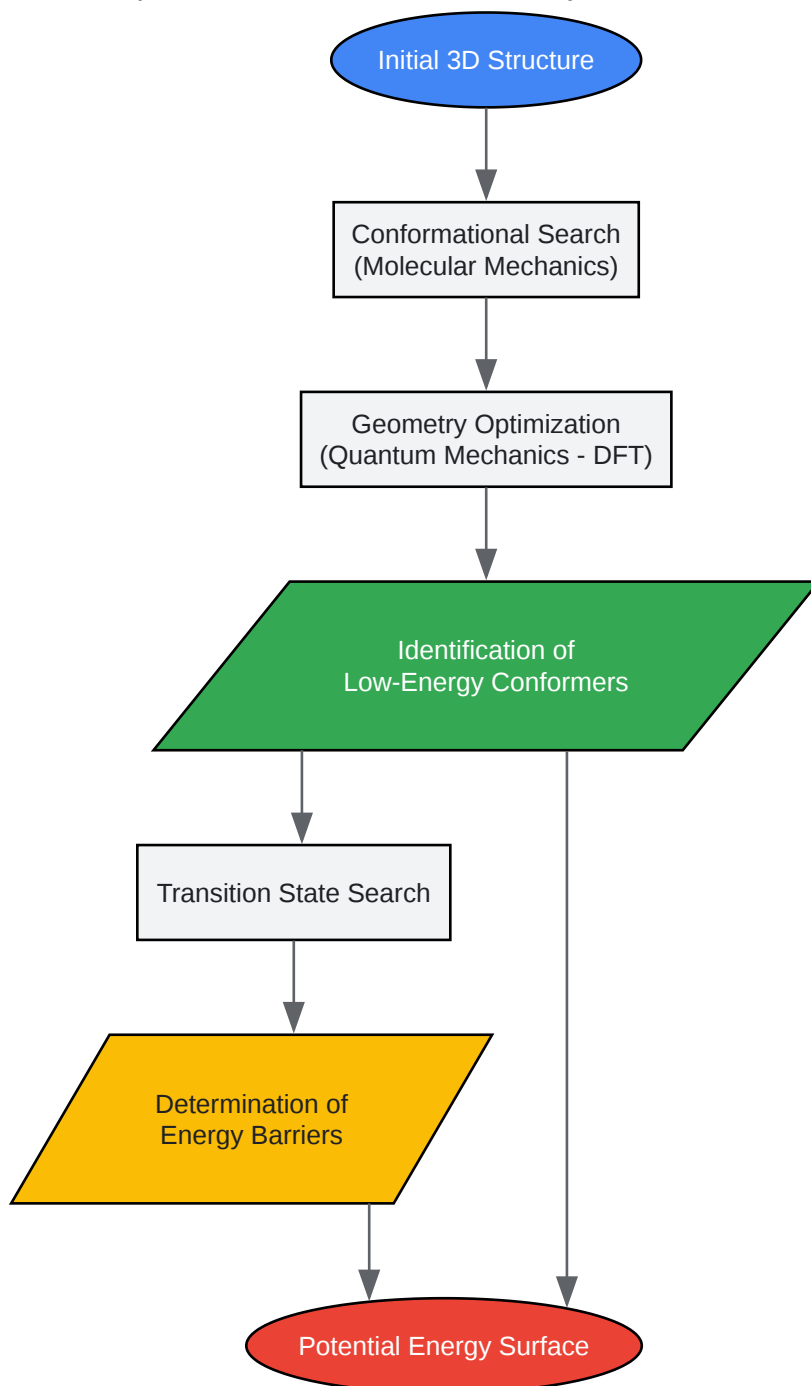 Initial 3D Structure
Conformational Search
(Molecular Mechanics)
Geometry Optimization
(Quantum Mechanics - DFT)
Identification of
Low-Energy Conformers
Transition State Search
Determination of
Energy Barriers
Potential Energy Surface